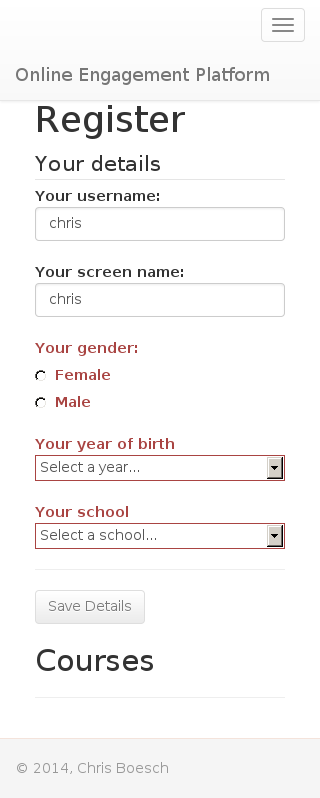 Online Engagement Platform
Register
Your details
Your username:
chris
Your screen name:
chris
Your gender:
Female
Male
Your year of birth
Select a year...
Your school
Select a school...
Save Details
Courses
© 2014, Chris Boesch